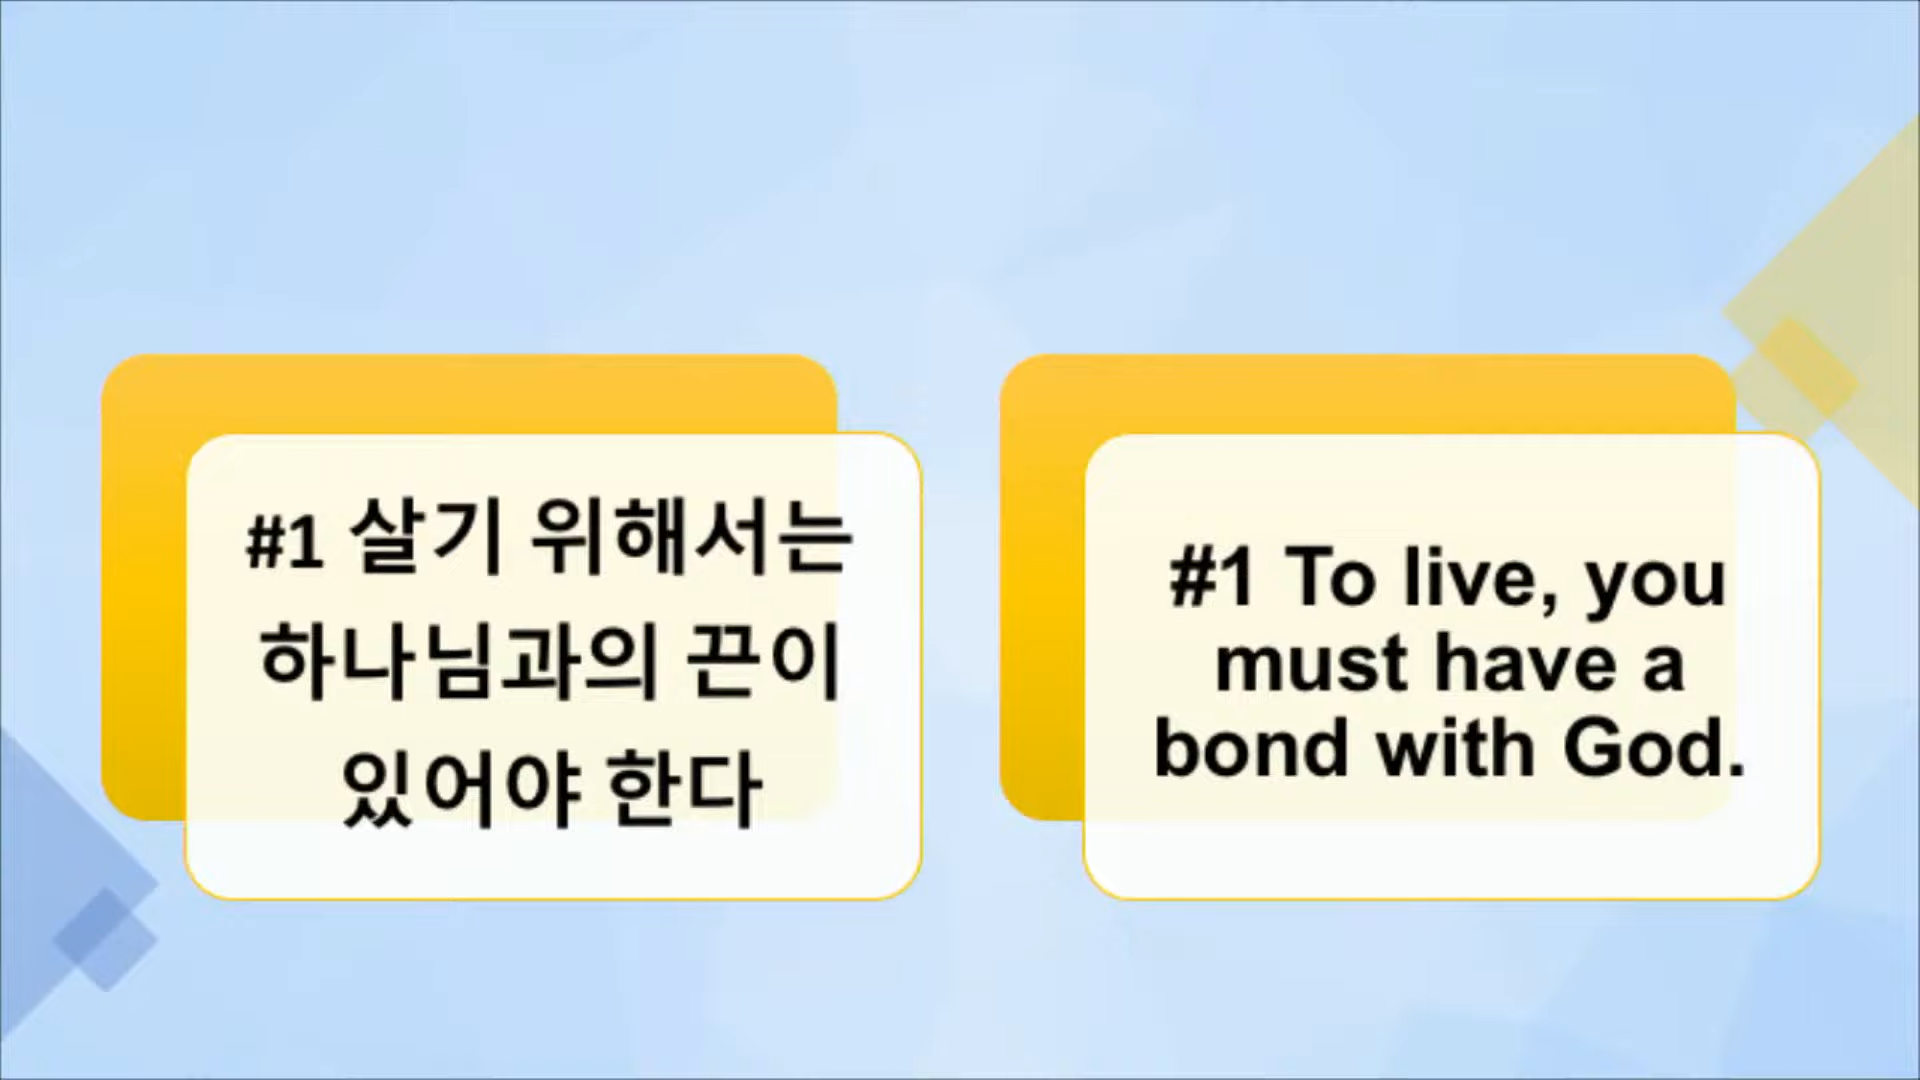 #1 살기 위해서는
하나님과의 끈이
있어야 한다
#1 To live, you
must have a
bond with God.